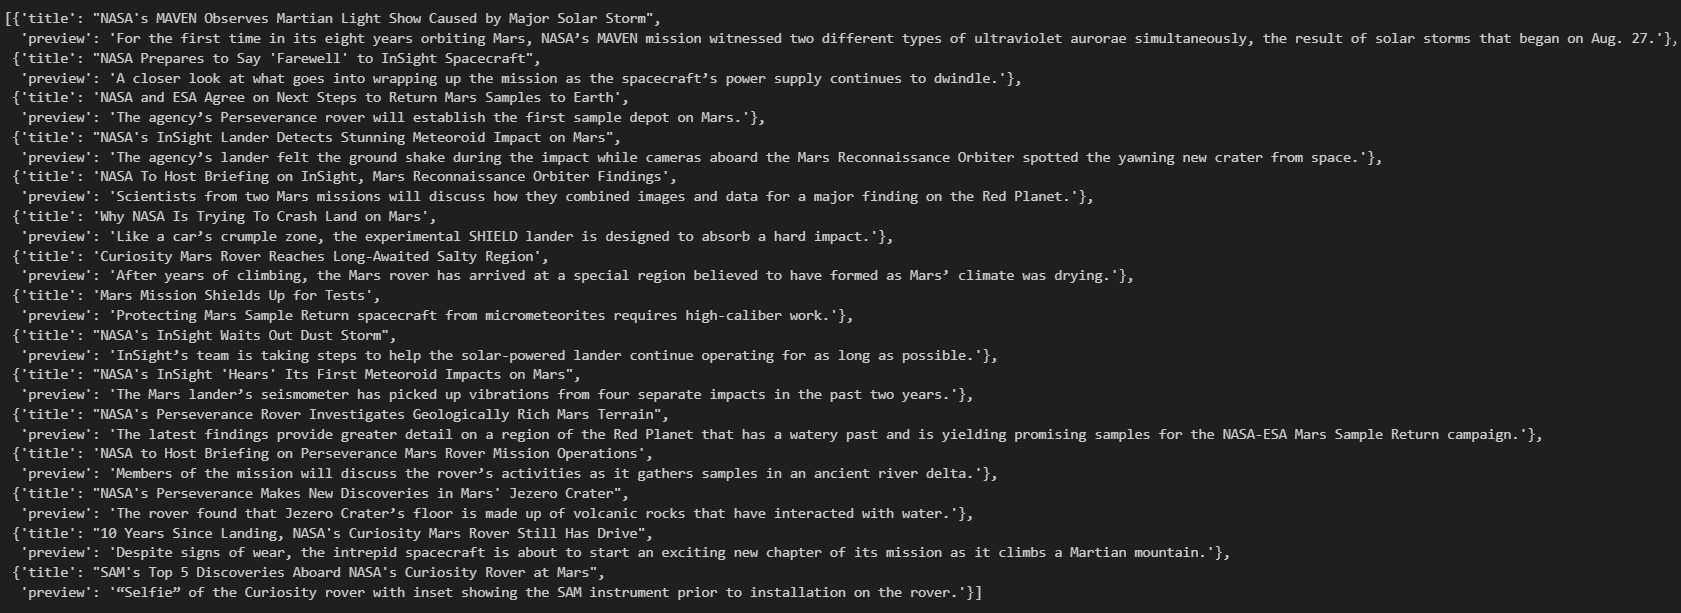 [{'title': "NASA's MAVEN Observes Martian Light Show Caused by Major Solar Storm",
'preview': 'For the first time in its eight years orbiting Mars, NASA’s MAVEN mission witnessed two different types of ultraviolet aurorae simultaneously, the result of solar storms that began on Aug. 27.'},
{'title': "NASA Prepares to Say 'Farewell' to InSight Spacecraft",
'preview': 'A closer look at what goes into wrapping up the mission as the spacecraft’s power supply continues to dwindle.'},
{'title': 'NASA and ESA Agree on Next Steps to Return Mars Samples to Earth',
'preview': 'The agency’s Perseverance rover will establish the first sample depot on Mars.'},
{'title': "NASA's InSight Lander Detects Stunning Meteoroid Impact on Mars",
'preview': 'The agency’s lander felt the ground shake during the impact while cameras aboard the Mars Reconnaissance Orbiter spotted the yawning new crater from space.'},
{'title': 'NASA To Host Briefing on InSight, Mars Reconnaissance Orbiter Findings',
'preview': 'Scientists from two Mars missions will discuss how they combined images and data for a major finding on the Red Planet.'},
{'title': 'Why NASA Is Trying To Crash Land on Mars',
'preview': 'Like a car’s crumple zone, the experimental SHIELD lander is designed to absorb a hard impact.'},
{'title': 'Curiosity Mars Rover Reaches Long-Awaited Salty Region',
'preview': 'After years of climbing, the Mars rover has arrived at a special region believed to have formed as Mars’ climate was drying.'},
{'title': 'Mars Mission Shields Up for Tests',
'preview': 'Protecting Mars Sample Return spacecraft from micrometeorites requires high-caliber work.'},
{'title': "NASA's InSight Waits Out Dust Storm",
'preview': 'InSight’s team is taking steps to help the solar-powered lander continue operating for as long as possible.'},
{'title': "NASA's InSight 'Hears' Its First Meteoroid Impacts on Mars",
'preview': 'The Mars lander’s seismometer has picked up vibrations from four separate impacts in the past two years.'},
{'title': "NASA's Perseverance Rover Investigates Geologically Rich Mars Terrain",
'preview': 'The latest findings provide greater detail on a region of the Red Planet that has a watery past and is yielding promising samples for the NASA-ESA Mars Sample Return campaign.'},
{'title': 'NASA to Host Briefing on Perseverance Mars Rover Mission Operations',
'preview': 'Members of the mission will discuss the rover’s activities as it gathers samples in an ancient river delta.'},
{'title': "NASA's Perseverance Makes New Discoveries in Mars' Jezero Crater",
'preview': 'The rover found that Jezero Crater’s floor is made up of volcanic rocks that have interacted with water.'},
{'title': "10 Years Since Landing, NASA's Curiosity Mars Rover Still Has Drive",
'preview': 'Despite signs of wear, the intrepid spacecraft is about to start an exciting new chapter of its mission as it climbs a Martian mountain.'},
{'title': "SAM's Top 5 Discoveries Aboard NASA's Curiosity Rover at Mars",
'preview': '“Selfie” of the Curiosity rover with inset showing the SAM instrument prior to installation on the rover.'}]